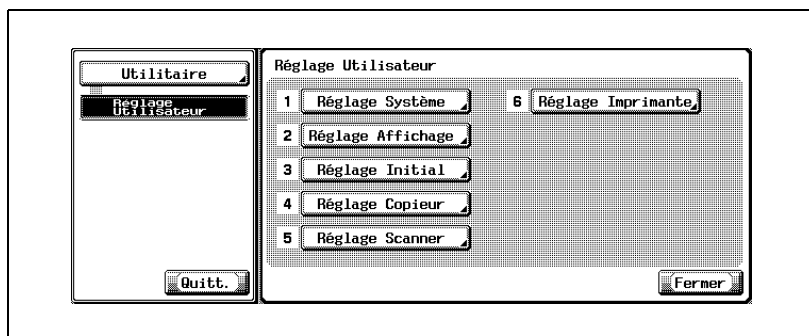 Utilitaire
Réglage
Utilisateur
Quitt.
Réglage Utilisateur
1 Réglage Système
2 Réglage Affichage
3 Réglage Initial
4 Réglage Copieur
5 Réglage Scanner
6 Réglage Imprimante
Fermer